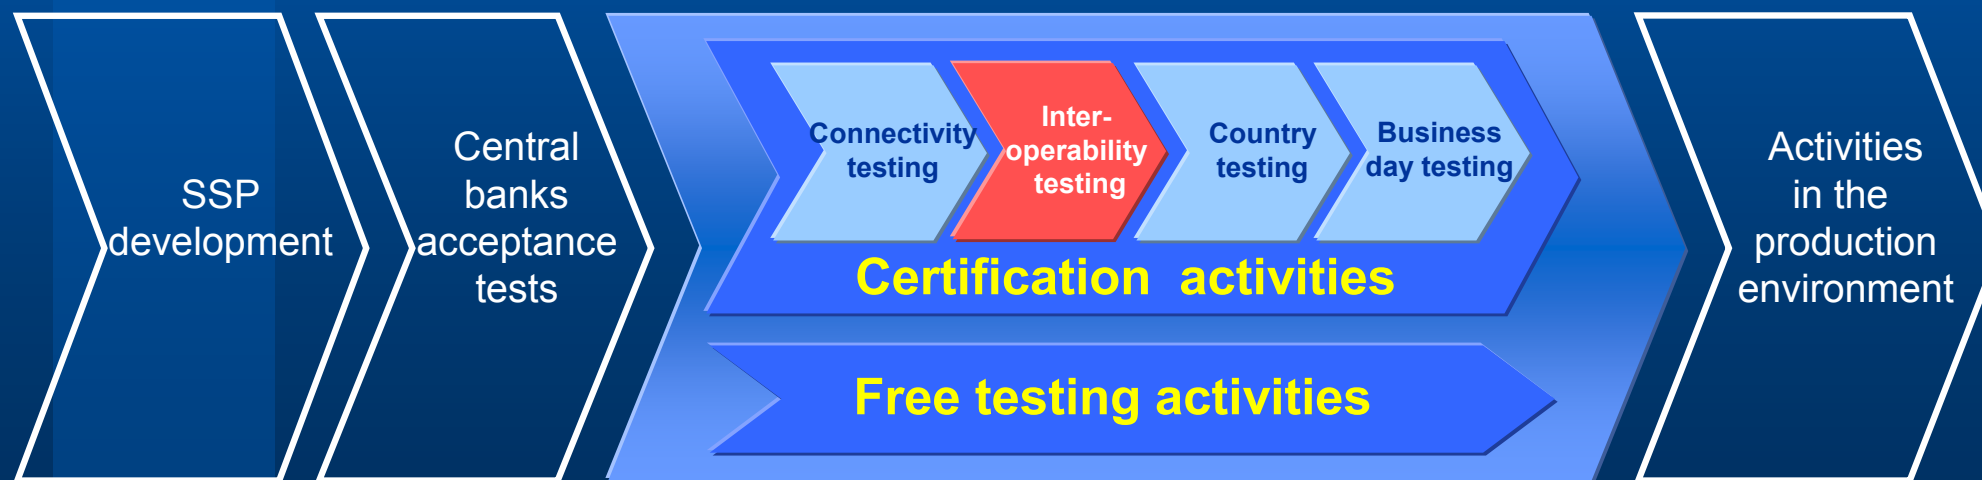 SSP
development
Central
banks
acceptance
tests
Connectivity
testing
Inter-
operability
testing
Country
testing
Business
day testing
Certification activities
Free testing activities
Activities
in the
production
environment